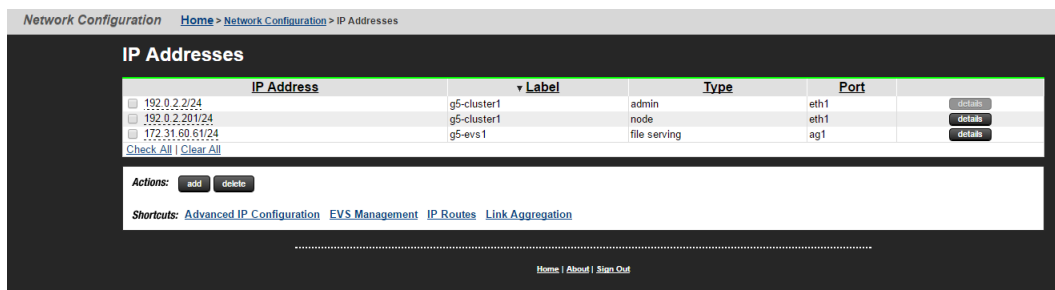 Network Configuration Home > Network Configuration > IP Addresses
IP Addresses
IP Address ▼ Label Type Port
192.0.2.2/24 g5-cluster1 admin eth1 details
192.0.2.201/24 g5-cluster1 node eth1 details
172.31.60.61/24 g5-evs1 file serving ag1 details
Check All | Clear All
Actions: add delete
Shortcuts: Advanced IP Configuration EVS Management IP Routes Link Aggregation
Home | About | Sign Out